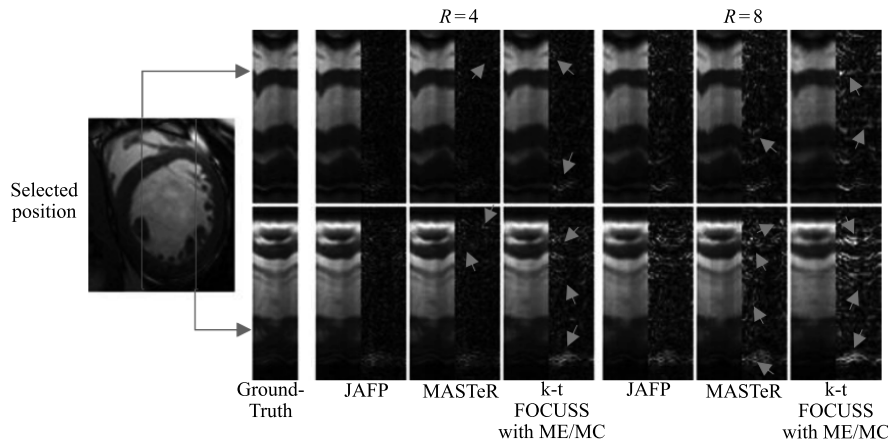 R = 4
R = 8
Selected
position
Ground-
Truth
JAFP
MASTeR
k-t
FOCUSS
with ME/MC
JAFP
MASTeR
k-t
FOCUSS
with ME/MC